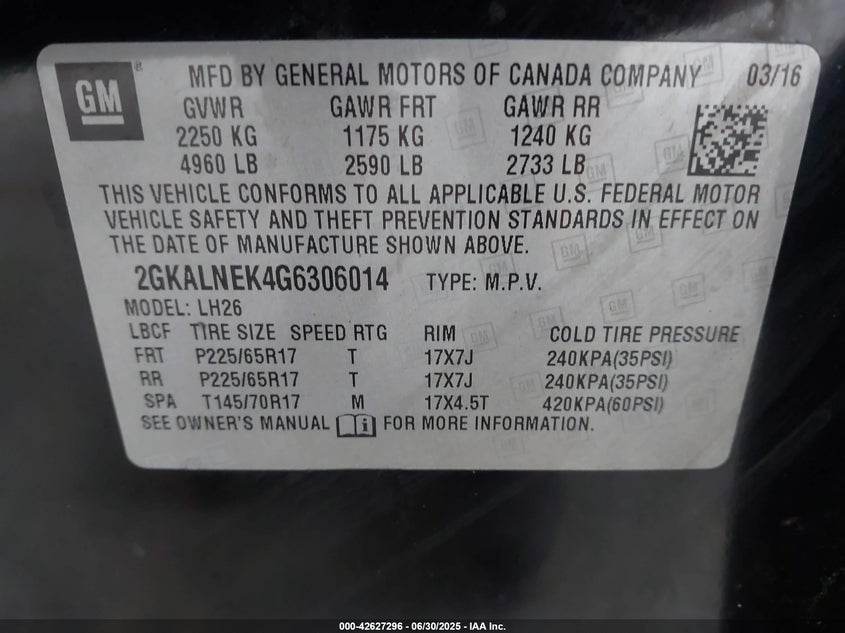 GM
MFD BY GENERAL MOTORS OF CANADA COMPANY 03/16
GVWR GAWR FRT GAWR RR
2250 KG 1175 KG 1240 KG
4960 LB 2590 LB 2733 LB
THIS VEHICLE CONFORMS TO ALL APPLICABLE U.S. FEDERAL MOTOR
VEHICLE SAFETY AND THEFT PREVENTION STANDARDS IN EFFECT ON
THE DATE OF MANUFACTURE SHOWN ABOVE.
2GKALNEK4G6306014 TYPE: M.P.V.
MODEL: LH26
LBCF TIRE SIZE SPEED RTG RIM COLD TIRE PRESSURE
FRT P225/65R17 T 17X7J 240KPA(35PSI)
RR P225/65R17 T 17X7J 240KPA(35PSI)
SPA T145/70R17 M 17X4.5T 420KPA(60PSI)
SEE OWNER'S MANUAL i FOR MORE INFORMATION.
000-42627296 - 06/30/2025 - IAA Inc.